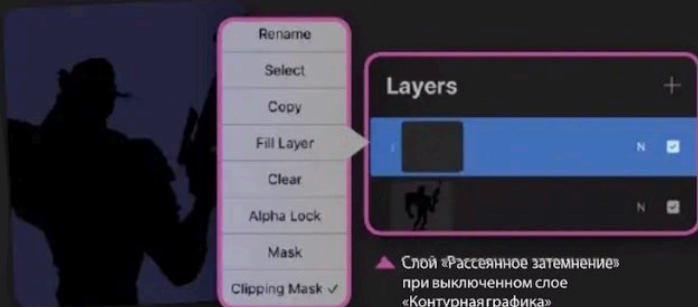 Rename
Select
Copy
Fill Layer
Clear
Alpha Lock
Mask
Clipping Mask ✓
Layers
N
N
Слой «Рассеянное затемнение»
при выключенном слое
«Контурная графика»